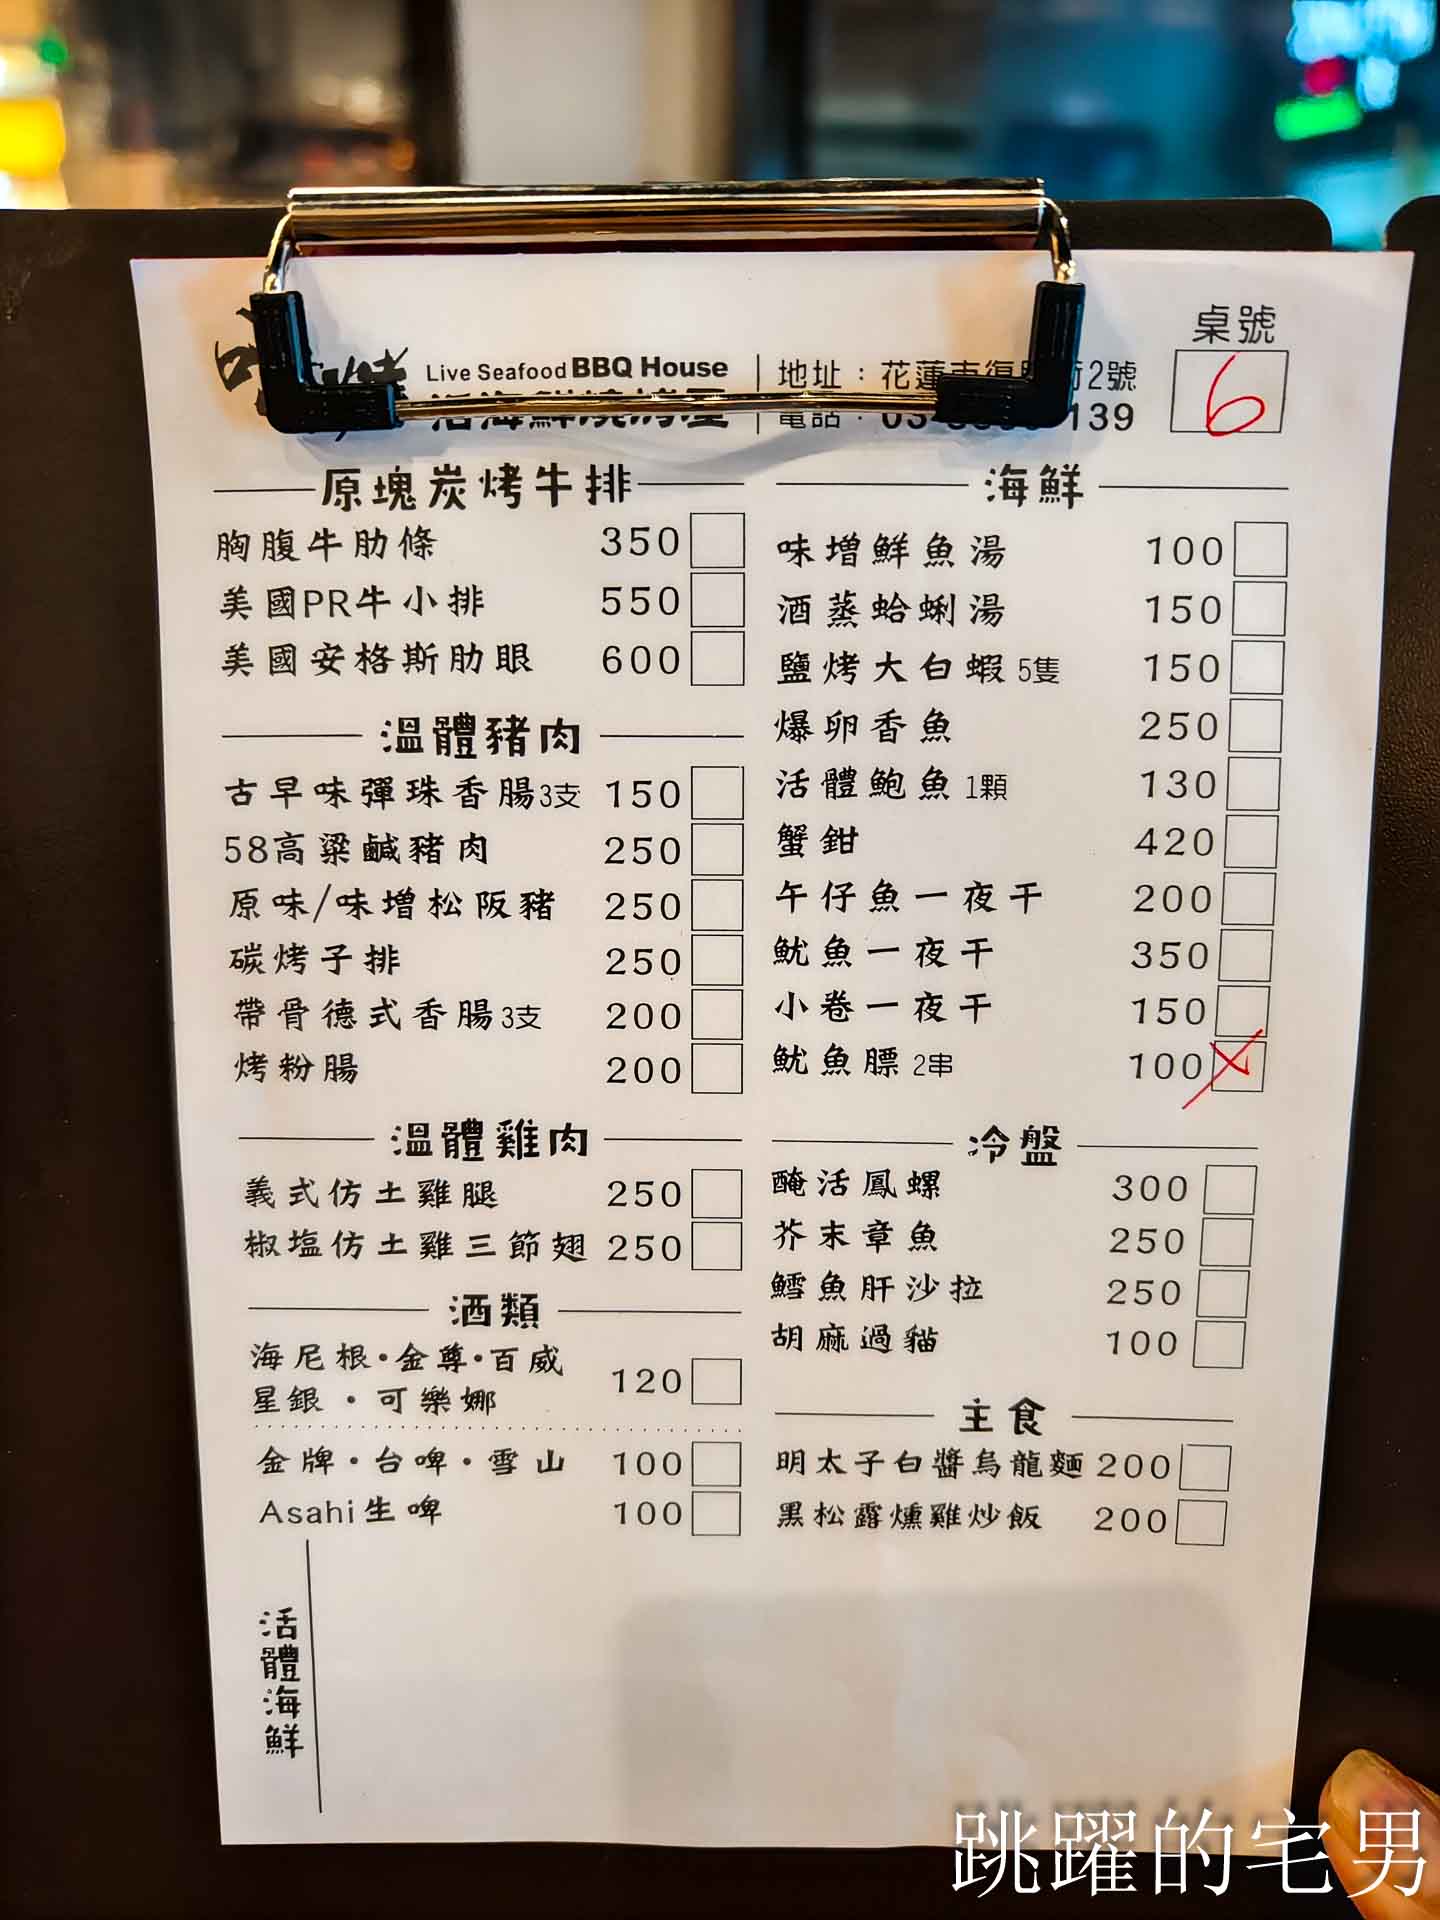 桌號
6
Live Seafood BBQ House
活海鮮燒烤屋
地址：花蓮市復 街2號
電話： 139
原塊炭烤牛排
胸腹牛肋條 350
美國PR牛小排 550
美國安格斯肋眼 600
溫體豬肉
古早味彈珠香腸3支 150
58高粱鹹豬肉 250
原味/味增松阪豬 250
碳烤子排 250
帶骨德式香腸3支 200
烤粉腸 200
溫體雞肉
義式仿土雞腿 250
椒塩仿土雞三節翅 250
酒類
海尼根·金尊·百威
星銀·可樂娜 120
金牌·台啤·雪山 100
Asahi生啤 100
活體海鮮
海鮮
味增鮮魚湯 100
酒蒸蛤蜊湯 150
鹽烤大白蝦 5隻 150
爆卵香魚 250
活體鮑魚 1顆 130
蟹鉗 420
午仔魚一夜干 200
魷魚一夜干 350
小卷一夜干 150
魷魚膘 2串 100
冷盤
醃活鳳螺 300
芥末章魚 250
鱈魚肝沙拉 250
胡麻過貓 100
主食
明太子白醬烏龍麵 200
黑松露燻雞炒飯 200
跳躍的宅男